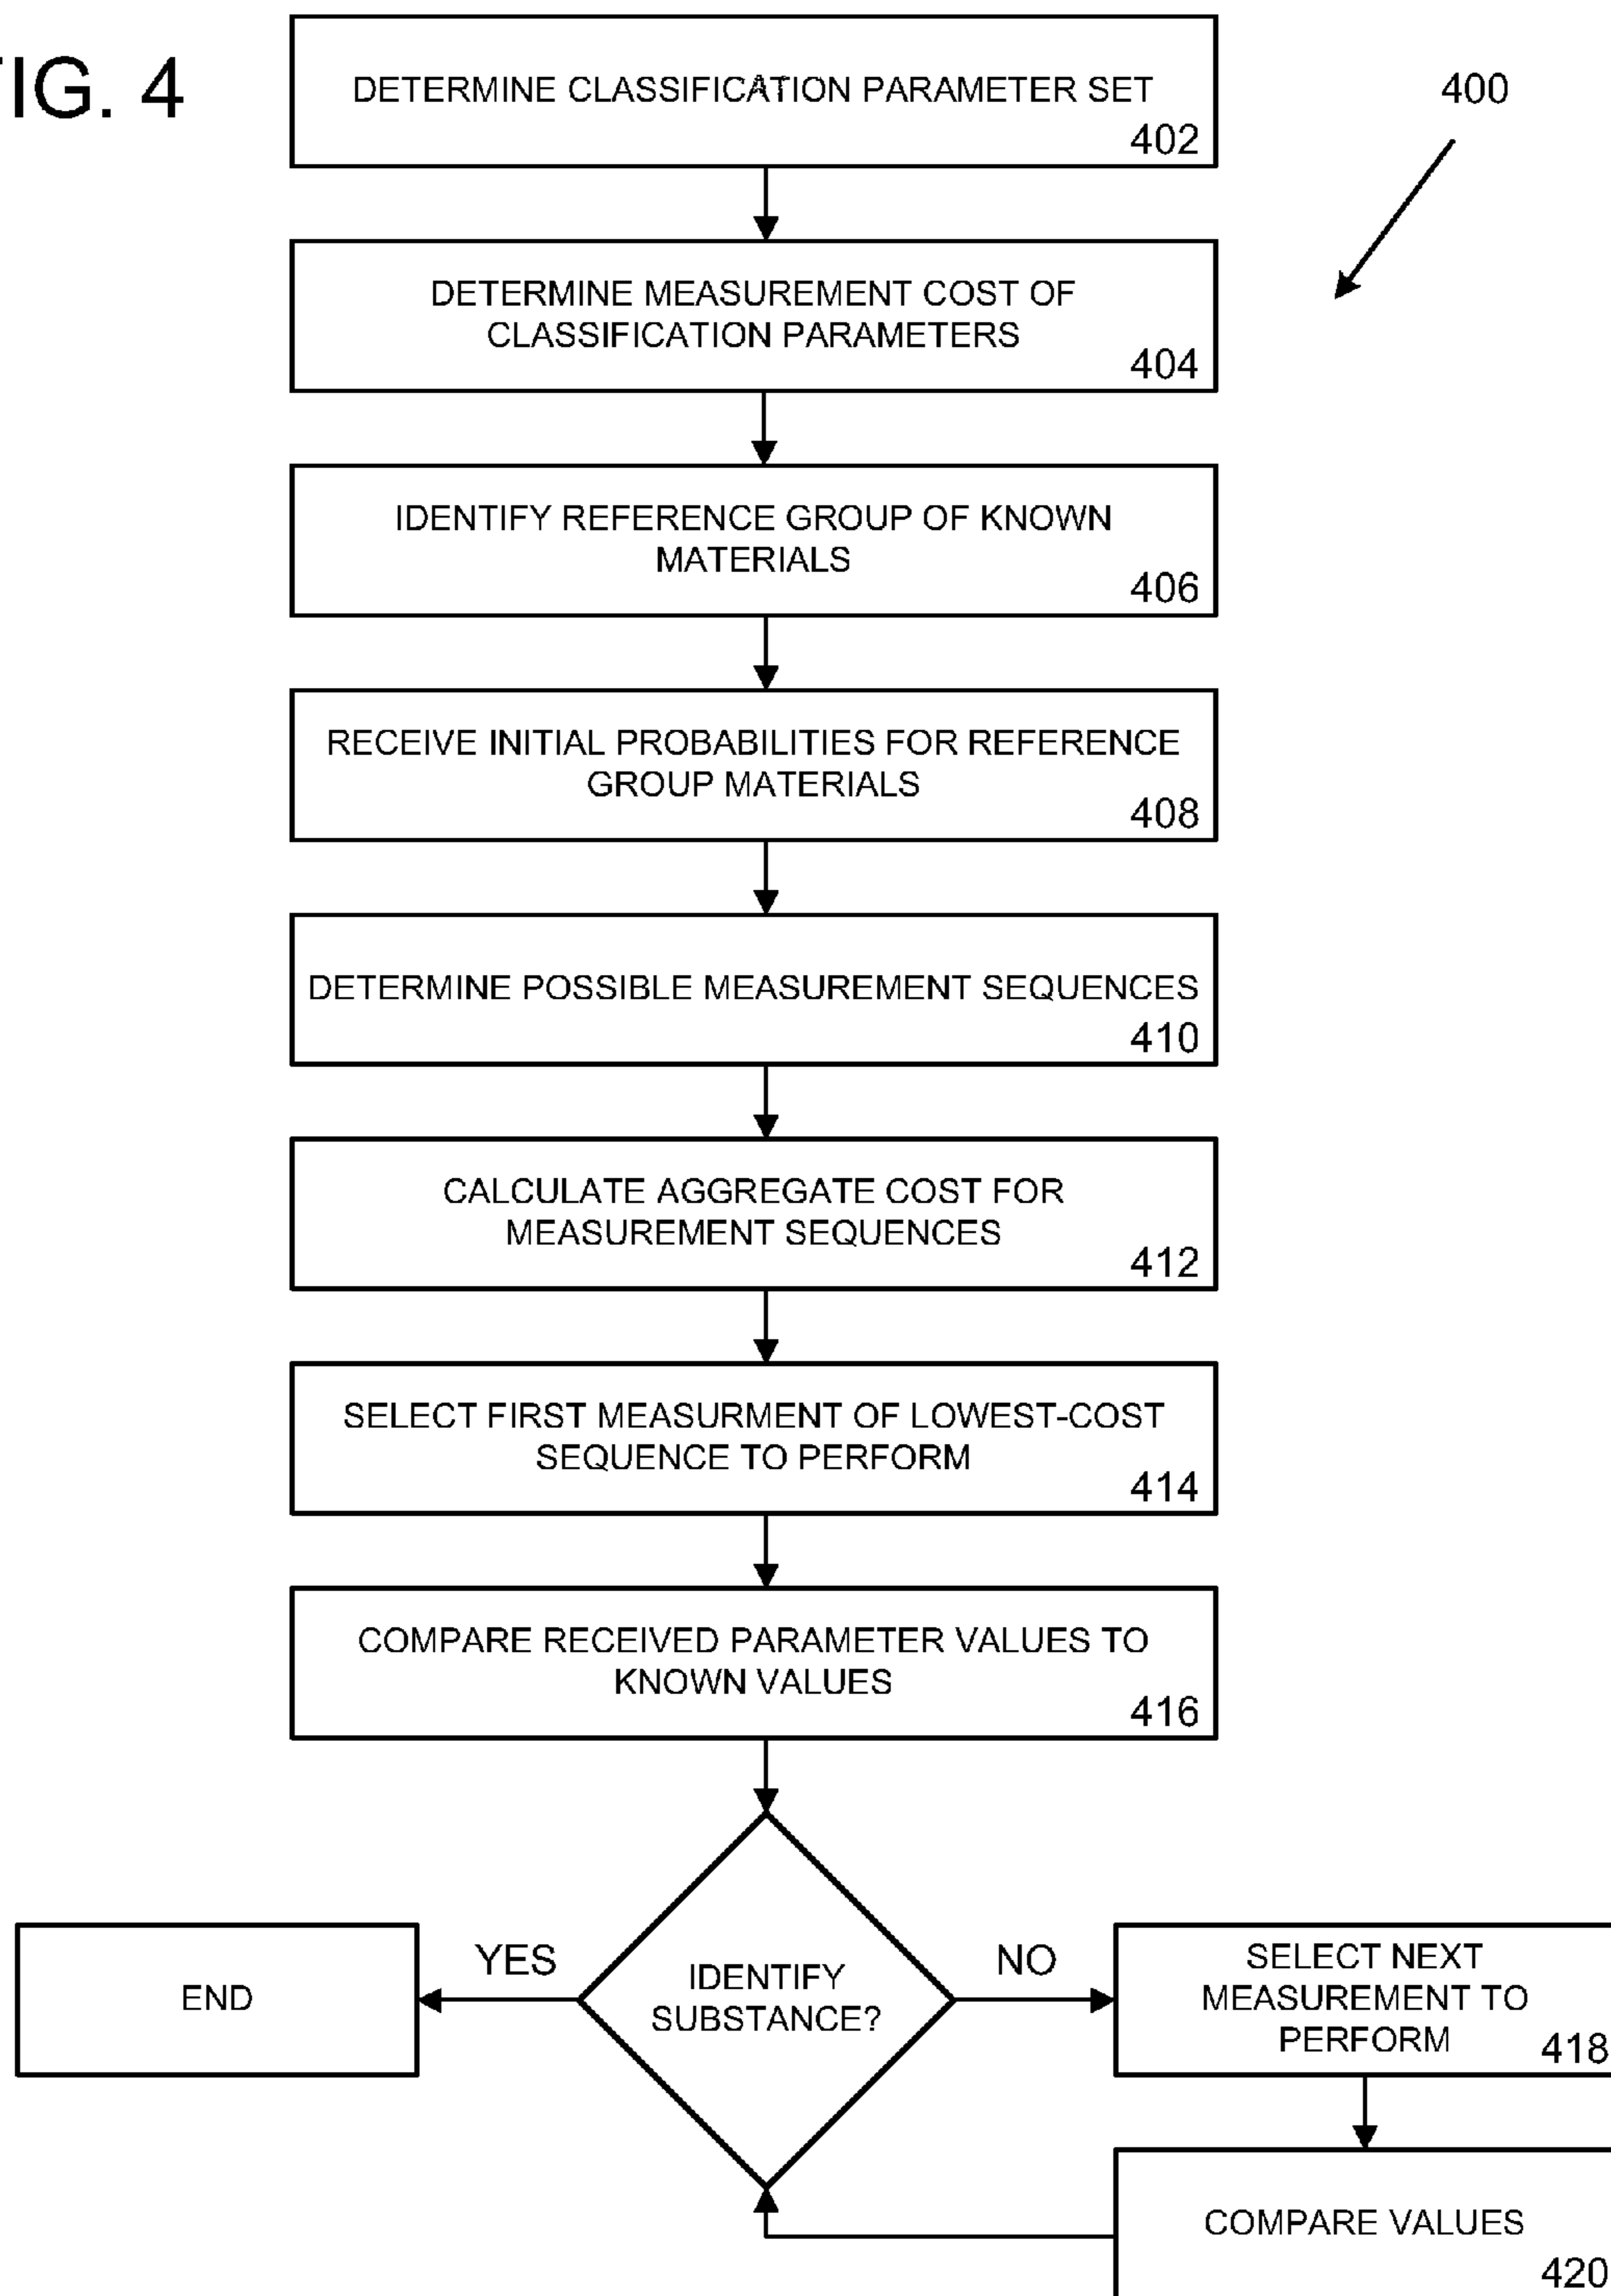 FIG. 4
DETERMINE CLASSIFICATION PARAMETER SET
402
400
DETERMINE MEASUREMENT COST OF
CLASSIFICATION PARAMETERS
404
IDENTIFY REFERENCE GROUP OF KNOWN
MATERIALS
406
RECEIVE INITIAL PROBABILITIES FOR REFERENCE
GROUP MATERIALS
408
DETERMINE POSSIBLE MEASUREMENT SEQUENCES
410
CALCULATE AGGREGATE COST FOR
MEASUREMENT SEQUENCES
412
SELECT FIRST MEASURMENT OF LOWEST-COST
SEQUENCE TO PERFORM
414
COMPARE RECEIVED PARAMETER VALUES TO
KNOWN VALUES
416
END
YES
IDENTIFY
SUBSTANCE?
NO
SELECT NEXT
MEASUREMENT TO
PERFORM
418
COMPARE VALUES
420